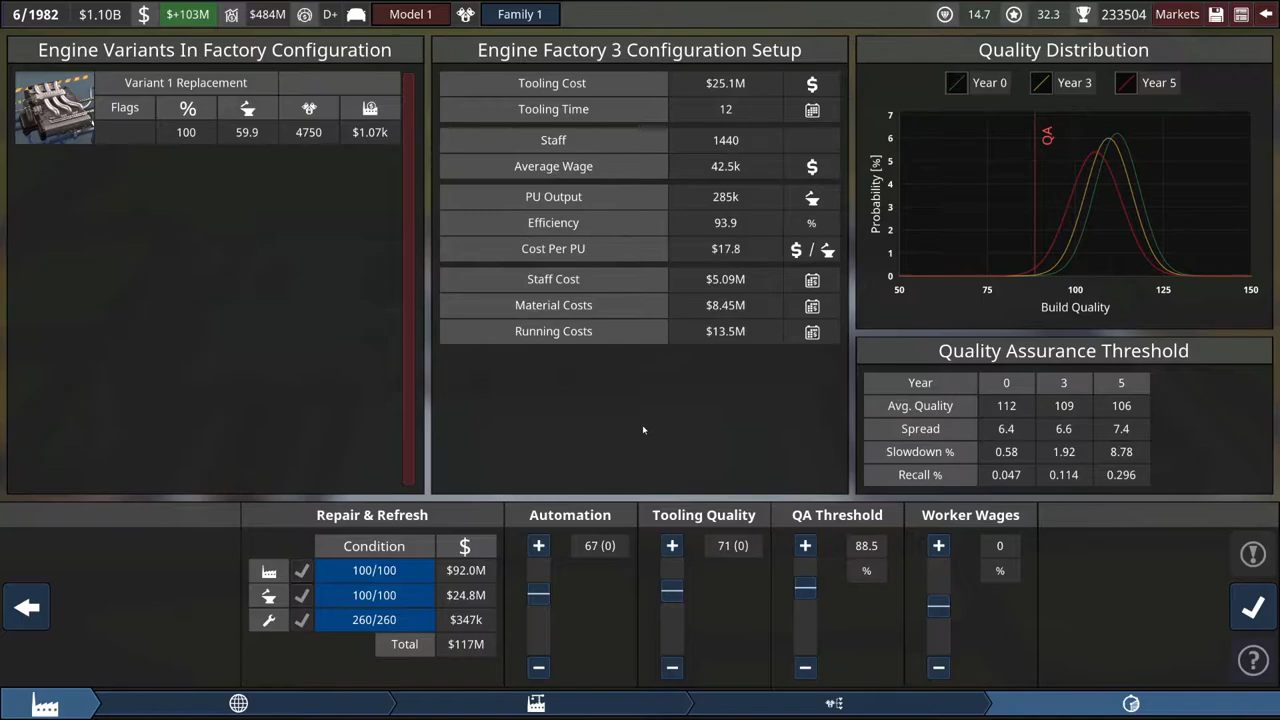 6/1982 $1.10B $ $+103M $484M D+ Model 1 Family 1 14.7 32.3 233504 Markets
Engine Variants In Factory Configuration
Variant 1 Replacement
Flags %
100 59.9 4750 $1.07k
Engine Factory 3 Configuration Setup
Tooling Cost $25.1M $
Tooling Time 12
Staff 1440
Average Wage 42.5k $
PU Output 285k
Efficiency 93.9 %
Cost Per PU $17.8 $ /
Staff Cost $5.09M
Material Costs $8.45M
Running Costs $13.5M
Quality Distribution
Year 0 Year 3 Year 5
QA
Probability [%]
7
6
5
4
3
2
1
0
50 75 100 125 150
Build Quality
Quality Assurance Threshold
Year 0 3 5
Avg. Quality 112 109 106
Spread 6.4 6.6 7.4
Slowdown % 0.58 1.92 8.78
Recall % 0.047 0.114 0.296
Repair & Refresh
Condition $
100/100 $92.0M
100/100 $24.8M
260/260 $347k
Total $117M
Automation
+ 67 (0)
−
Tooling Quality
+ 71 (0)
−
QA Threshold
+ 88.5
%
−
Worker Wages
+ 0
%
−
!
?